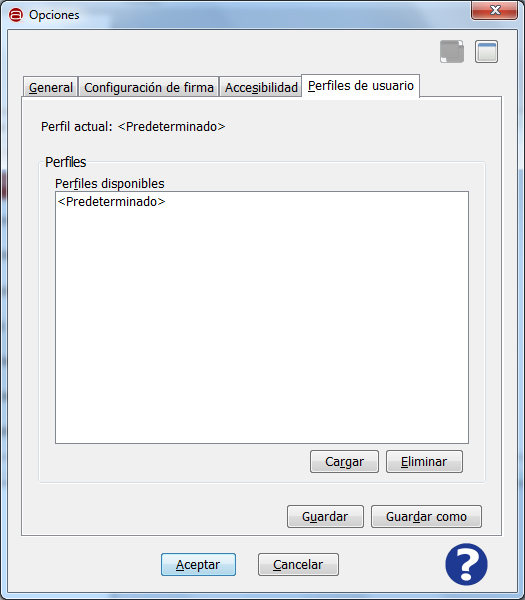 Opciones
General Configuración de firma Accesibilidad Perfiles de usuario
Perfil actual: <Predeterminado>
Perfiles
Perfiles disponibles
<Predeterminado>
Cargar Eliminar
Guardar Guardar como
Aceptar Cancelar ?